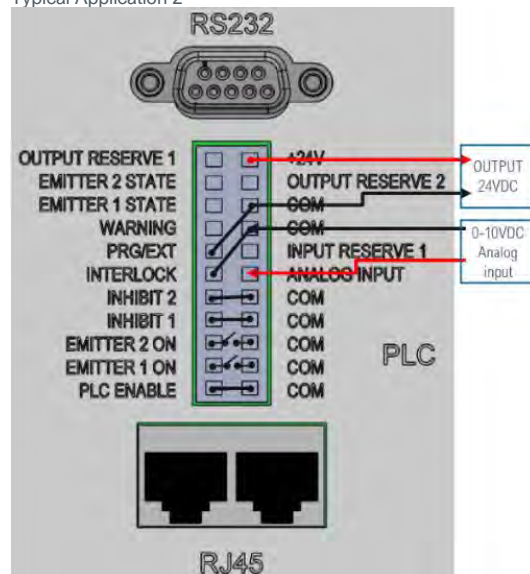 Typical Application 2
RS232
OUTPUT RESERVE 1 +24V
EMITTER 2 STATE OUTPUT RESERVE 2
EMITTER 1 STATE COM
WARNING COM
PRG/EXT INPUT RESERVE 1
INTERLOCK ANALOG INPUT
INHIBIT 2 COM
INHIBIT 1 COM
EMITTER 2 ON COM
EMITTER 1 ON COM
PLC ENABLE COM
PLC
OUTPUT
24VDC
0-10VDC
Analog
input
RJ45